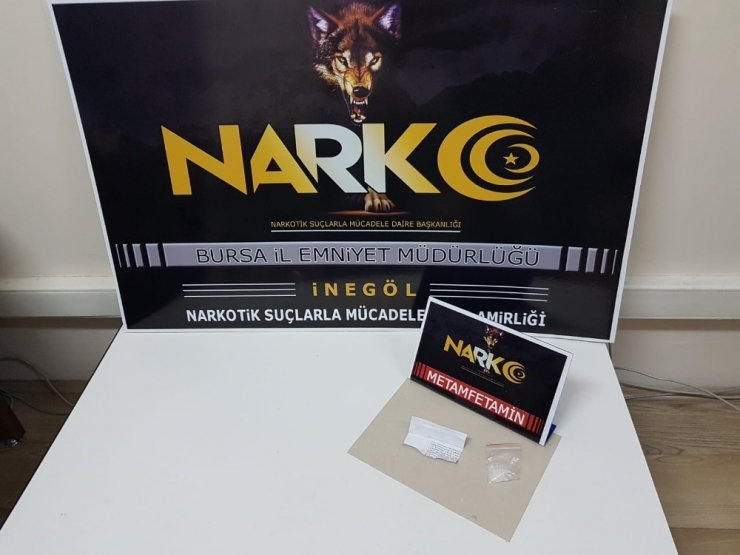 NARKO
NARKOTİK SUÇLARLA MÜCADELE DAİRE BAŞKANLIĞI
BURSA İL EMNİYET MÜDÜRLÜĞÜ
İNEGÖL
NARKOTİK SUÇLARLA MÜCADELE AMİRLİĞİ
NARKO
METAMFETAMİN